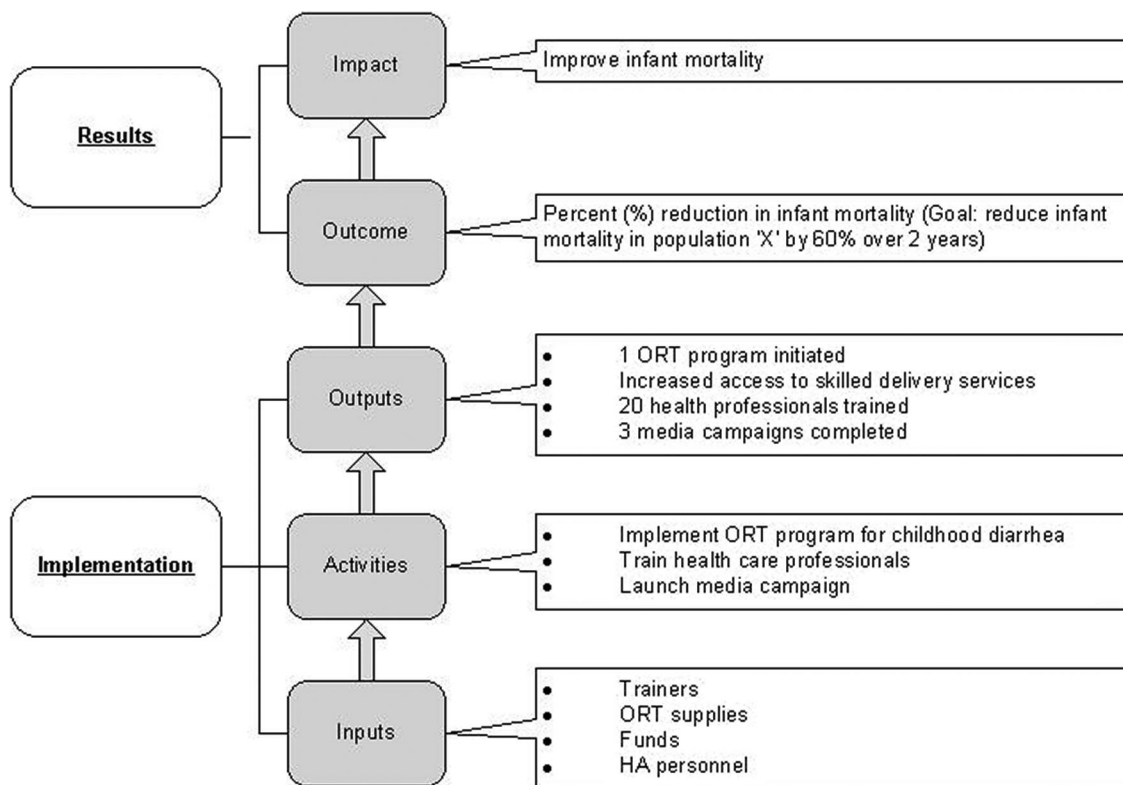 Impact
Improve infant mortality
Results
Outcome
Percent (%) reduction in infant mortality (Goal: reduce infant
mortality in population 'X' by 60% over 2 years)
Outputs
• 1 ORT program initiated
• Increased access to skilled delivery services
• 20 health professionals trained
• 3 media campaigns completed
Implementation
Activities
• Implement ORT program for childhood diarrhea
• Train health care professionals
• Launch media campaign
Inputs
• Trainers
• ORT supplies
• Funds
• HA personnel